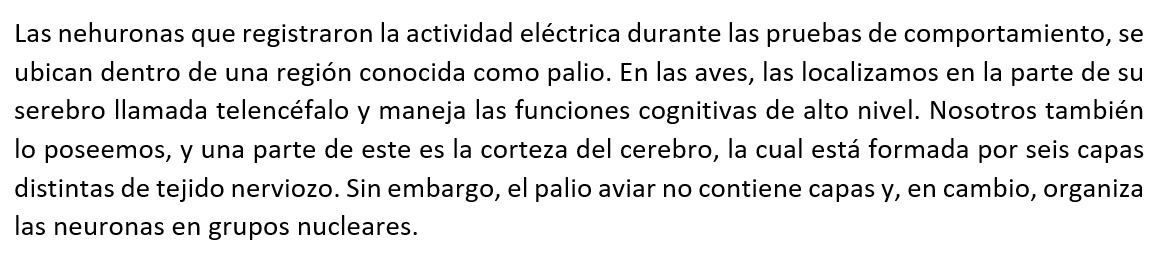 Las nehuronas que registraron la actividad eléctrica durante las pruebas de comportamiento, se
ubican dentro de una región conocida como palio. En las aves, las localizamos en la parte de su
serebro llamada telencéfalo y maneja las funciones cognitivas de alto nivel. Nosotros también
lo poseemos, y una parte de este es la corteza del cerebro, la cual está formada por seis capas
distintas de tejido nerviozo. Sin embargo, el palio aviar no contiene capas y, en cambio, organiza
las neuronas en grupos nucleares.